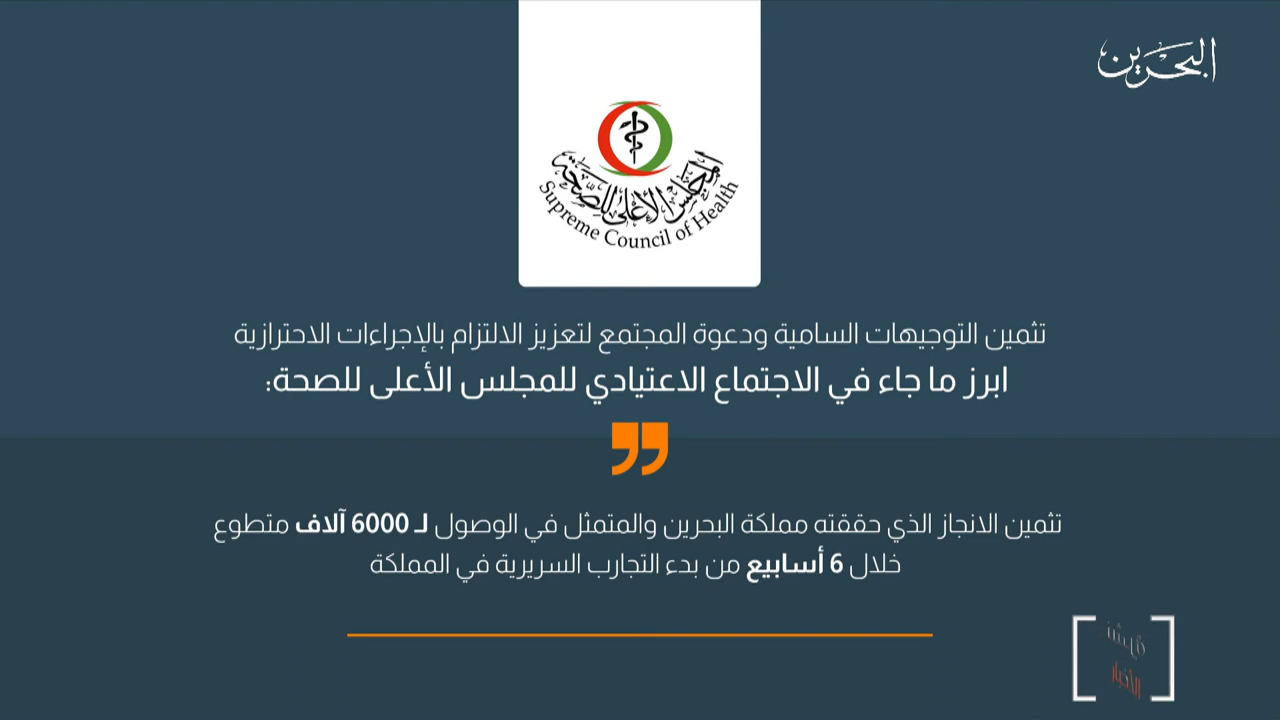 البحرين
المجلس الأعلى للصحة
Supreme Council of Health
تثمين التوجيهات السامية ودعوة المجتمع لتعزيز الالتزام بالإجراءات الاحترازية
ابرز ما جاء في الاجتماع الاعتيادي للمجلس الأعلى للصحة:
تثمين الانجاز الذي حققته مملكة البحرين والمتمثل في الوصول لـ 6000 آلاف متطوع
خلال 6 أسابيع من بدء التجارب السريرية في المملكة
الأخبار